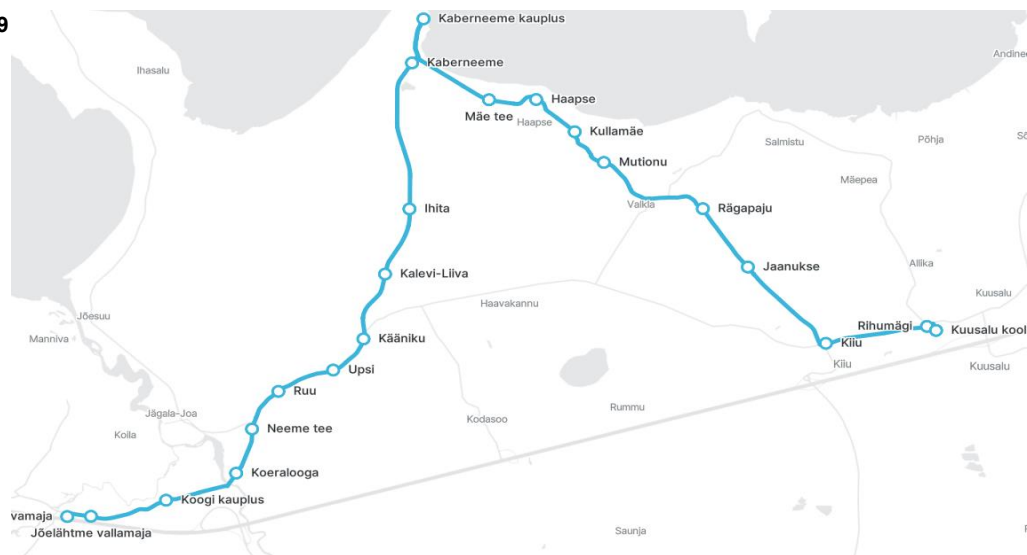 9
Kaberneeme kauplus
Ihasalu
Kaberneeme
Andinee
Mäe tee
Haapse
Haapse
Kullamäe
Salmistu
Põhja
Mutionu
Mäepea
Valkla
Rägapaju
Ihita
Jaanukse
Allika
Kalevi-Liiva
Kuusalu
Haavakannu
Jõesuu
Manniva
Kääniku
Rihumägi
Kuusalu kool
Kiiu
Kiiu
Kuusalu
Upsi
Ruu
Rummu
Jägala-Joa
Kodasoo
Neeme tee
Koila
Koeralooga
Koogi kauplus
vamaja
Jõelähtme vallamaja
Saunja